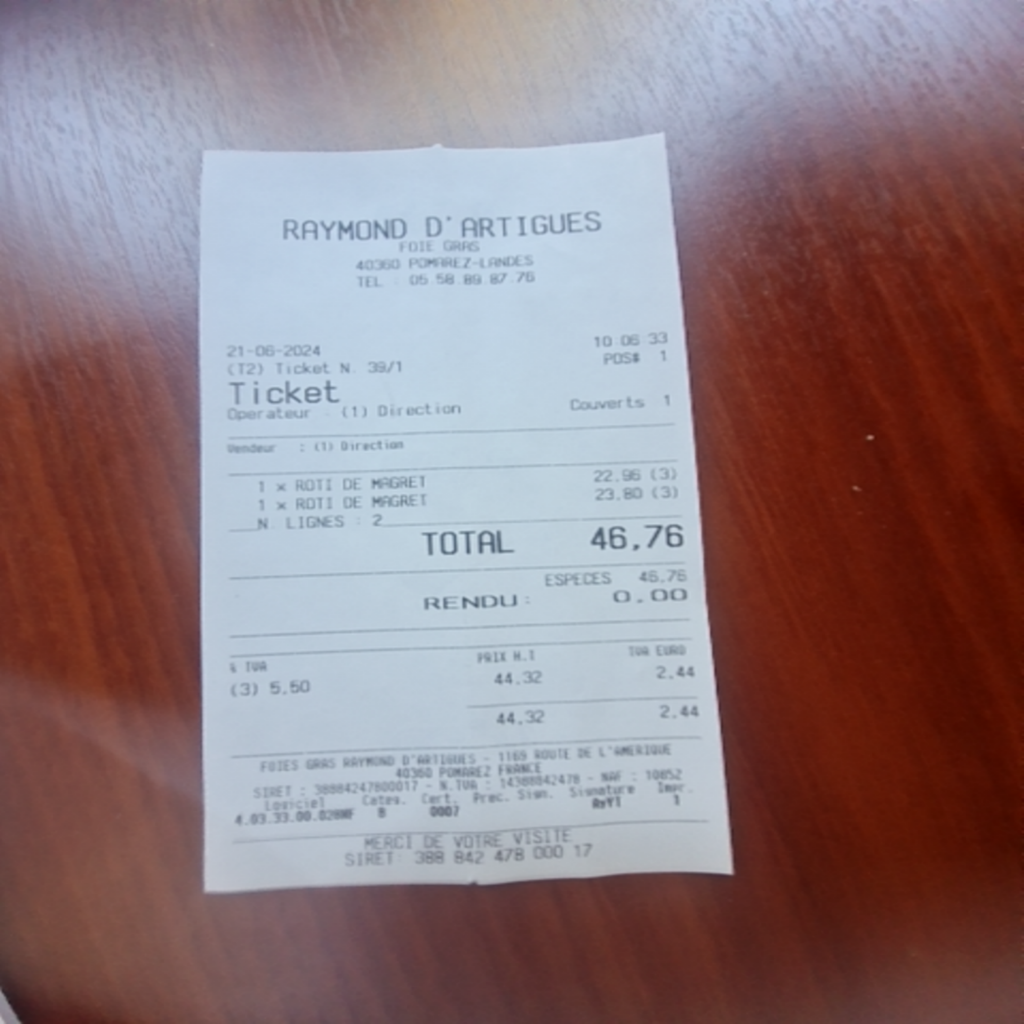 RAYMOND D'ARTIGUES
FOIE GRAS
40360 POMAREZ-LANDES
TEL : 05.58.89.87.76
21-06-2024 10:06:33
(T2) Ticket N. 39/1 POS# 1
Ticket
Operateur : (1) Direction Couverts 1
Vendeur : (1) Direction
1 x ROTI DE MAGRET 22.96 (3)
1 x ROTI DE MAGRET 23.80 (3)
N. LIGNES : 2
TOTAL 46,76
ESPECES 46.76
RENDU: 0.00
% TVA PRIX H.T TVA EURO
(3) 5.50 44.32 2.44
44.32 2.44
FOIES GRAS RAYMOND D'ARTIGUES - 1169 ROUTE DE L'AMERIQUE
40360 POMAREZ FRANCE
SIRET : 38884247800017 - N.TVA : 14388842478 - NAF : 1085Z
Logiciel Categ. Cert. Prec. Sign. Signature Impr.
4.03.33.00.028NF B 0007 1
MERCI DE VOTRE VISITE
SIRET: 388 842 478 000 17